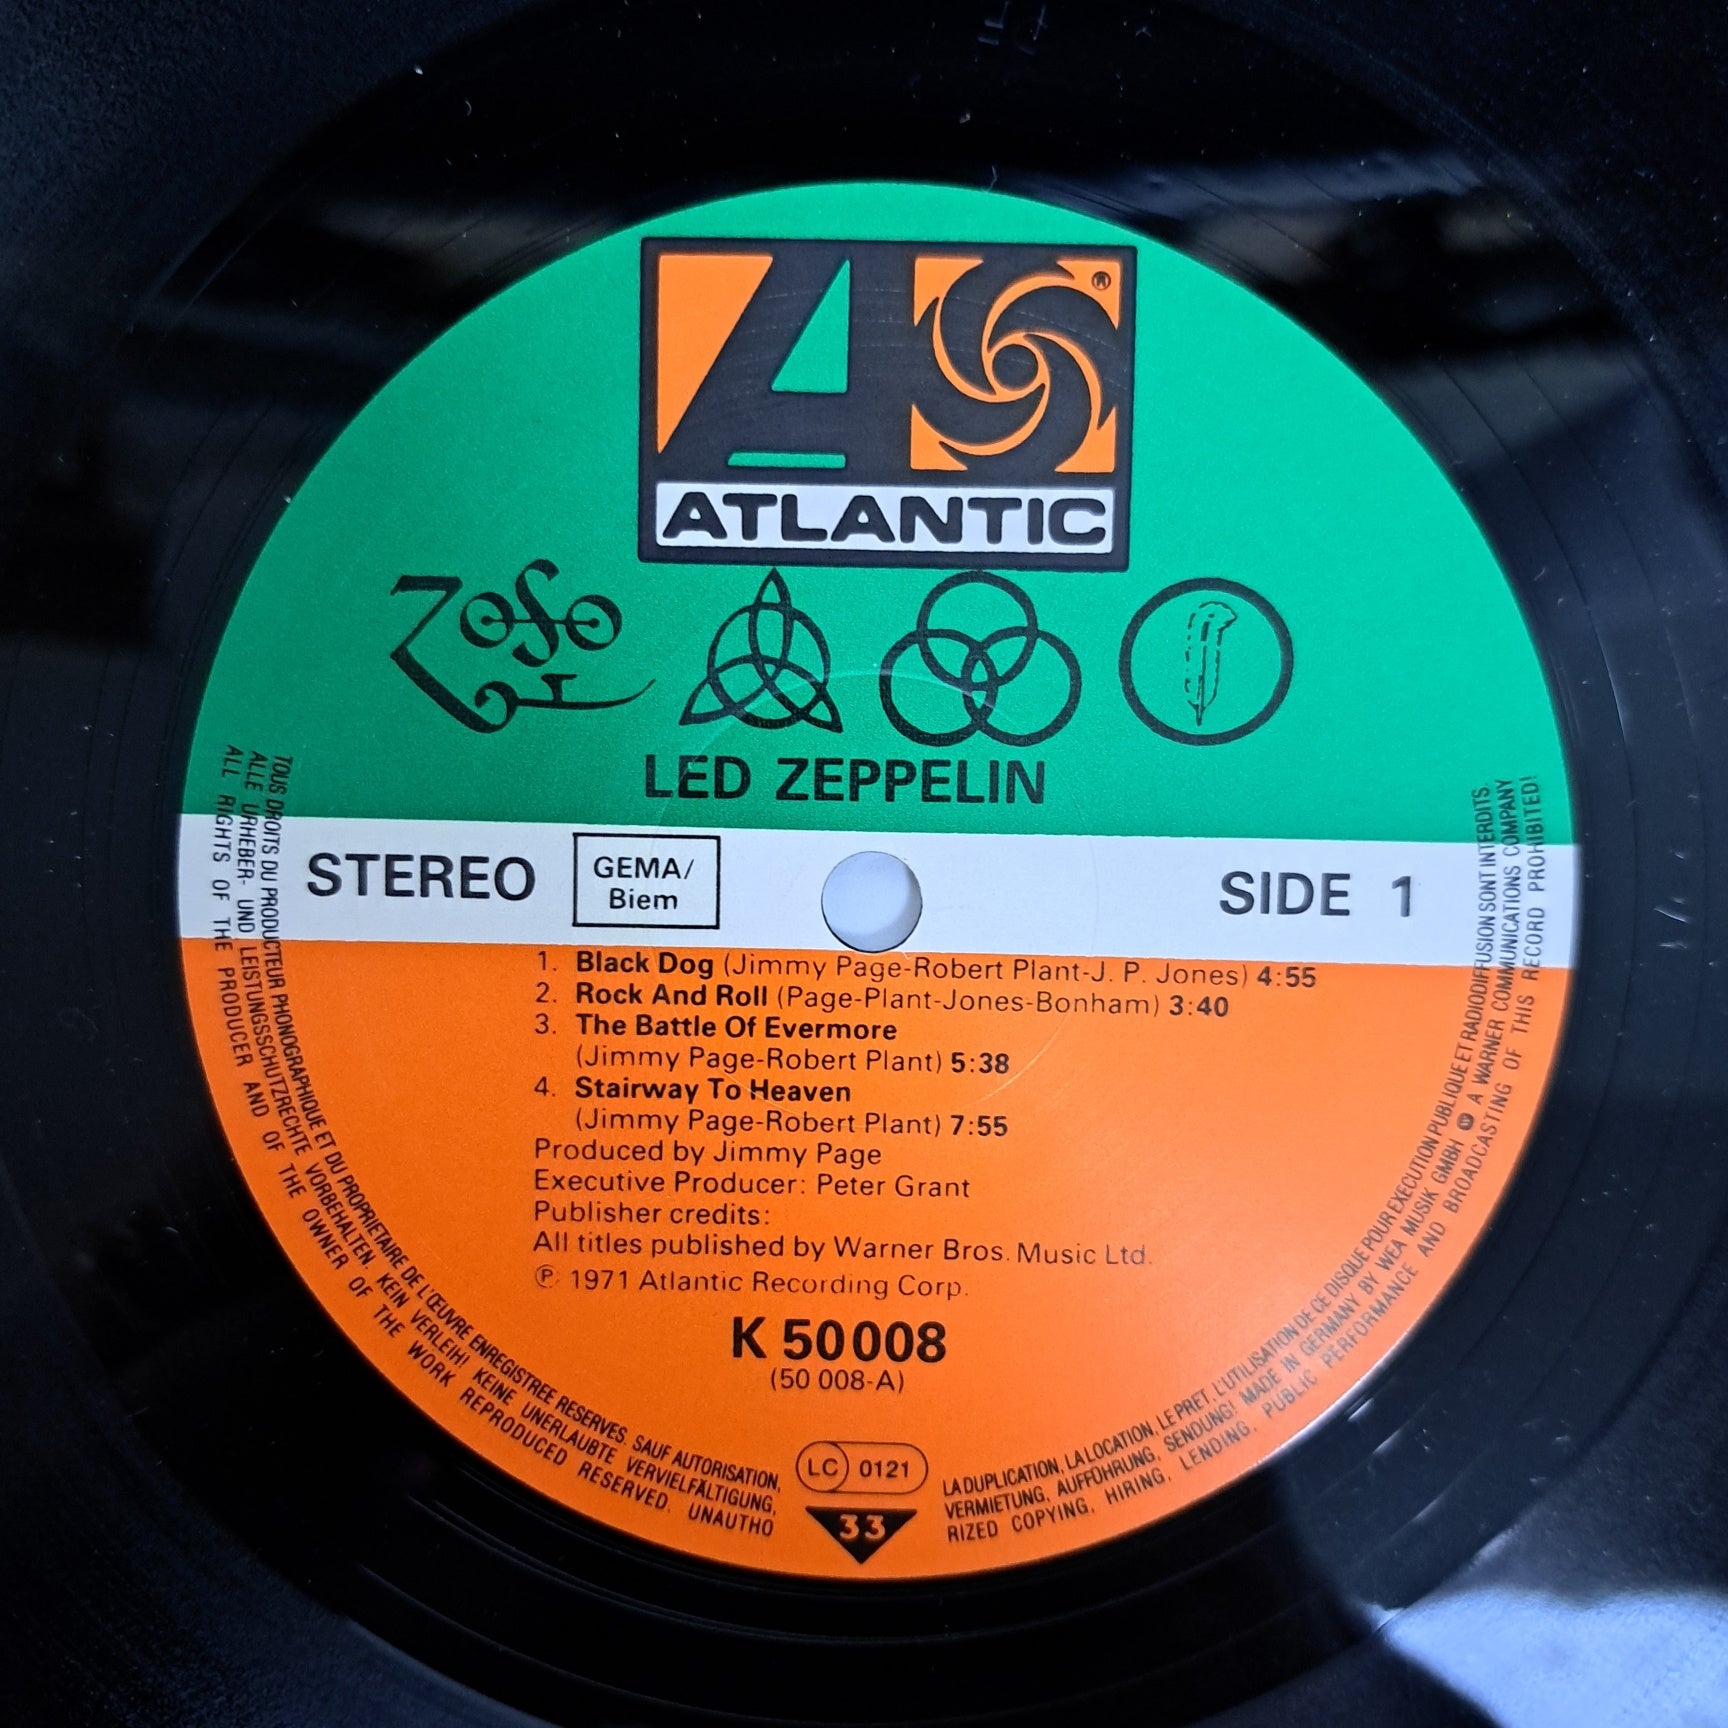 ATLANTIC
LED ZEPPELIN
STEREO
GEMA/
Biem
SIDE 1
1. Black Dog (Jimmy Page-Robert Plant-J. P. Jones) 4:55
2. Rock And Roll (Page-Plant-Jones-Bonham) 3:40
3. The Battle Of Evermore
(Jimmy Page-Robert Plant) 5:38
4. Stairway To Heaven
(Jimmy Page-Robert Plant) 7:55
Produced by Jimmy Page
Executive Producer: Peter Grant
Publisher credits:
All titles published by Warner Bros. Music Ltd.
℗ 1971 Atlantic Recording Corp.
K 50 008
(50 008-A)
LC 0121
33
TOUS DROITS DU PRODUCTEUR PHONOGRAPHIQUE ET DU PROPRIETAIRE DE L'ŒUVRE ENREGISTREE RESERVES. SAUF AUTORISATION, LA DUPLICATION, LA LOCATION, LE PRET, L'UTILISATION DE CE DISQUE POUR EXECUTION PUBLIQUE ET RADIODIFFUSION SONT INTERDITS.
ALLE URHEBER- UND LEISTUNGSSCHUTZRECHTE VORBEHALTEN. KEIN VERLEIH! KEINE UNERLAUBTE VERVIELFÄLTIGUNG, VERMIETUNG, AUFFÜHRUNG, SENDUNG! MADE IN GERMANY BY WEA MUSIK GMBH A WARNER COMMUNICATIONS COMPANY
ALL RIGHTS OF THE PRODUCER AND OF THE OWNER OF THE WORK REPRODUCED RESERVED. UNAUTHORIZED COPYING, HIRING, LENDING, PUBLIC PERFORMANCE AND BROADCASTING OF THIS RECORD PROHIBITED!